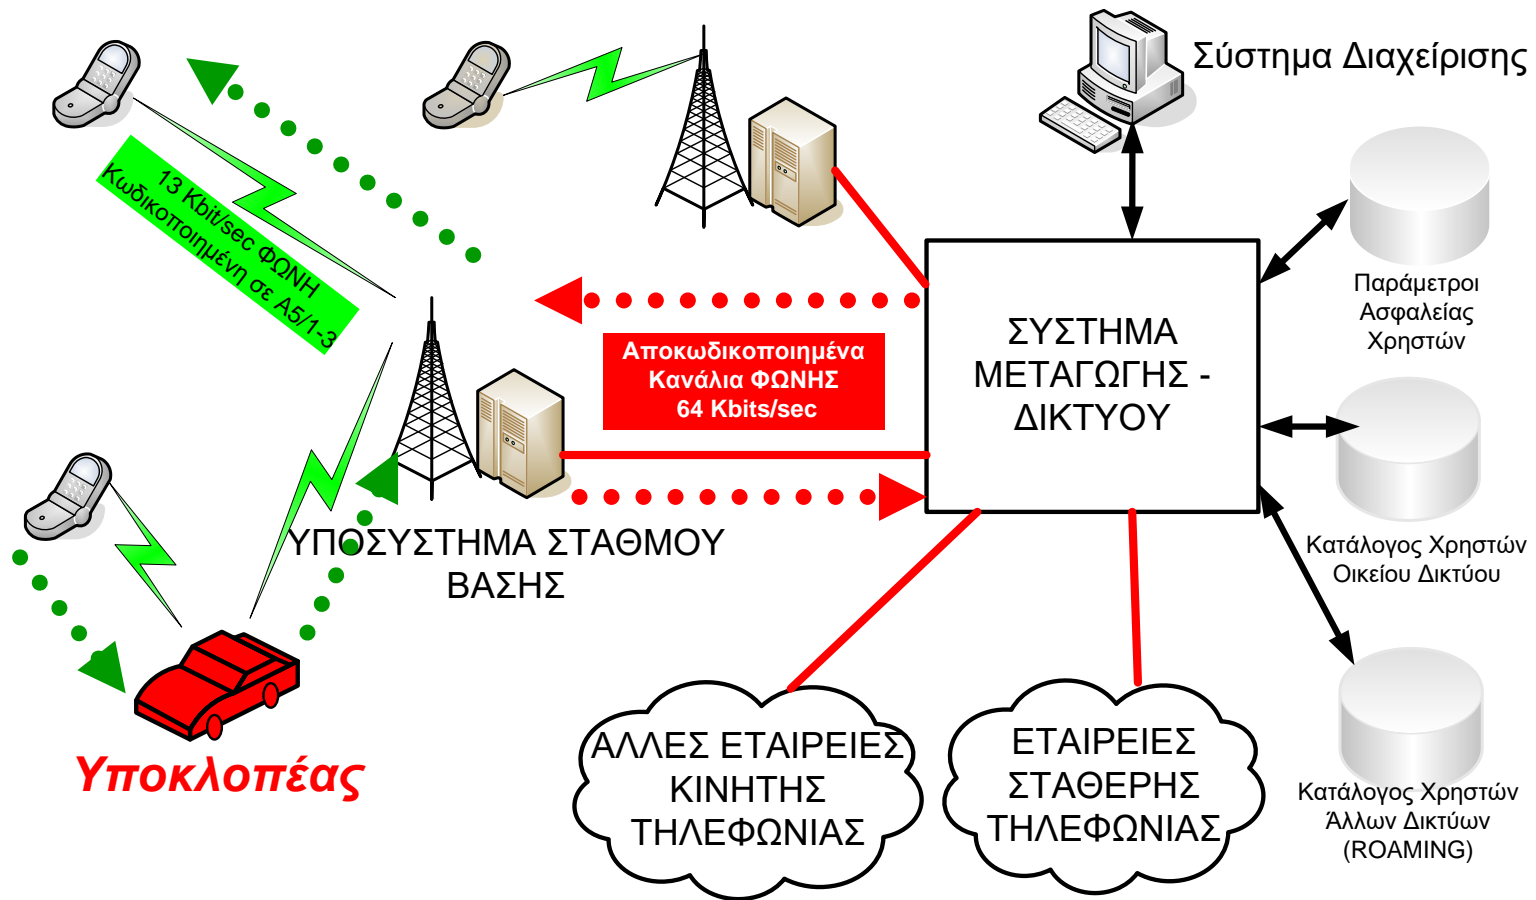 Σύστημα Διαχείρισης
13 Kbit/sec ΦΩΝΗ
Κωδικοποιημένη σε A5/1-3
Παράμετροι
Ασφαλείας
Χρηστών
Αποκωδικοποιημένα
Κανάλια ΦΩΝΗΣ
64 Kbits/sec
ΣΥΣΤΗΜΑ
ΜΕΤΑΓΩΓΗΣ -
ΔΙΚΤΥΟΥ
ΥΠΟΣΥΣΤΗΜΑ ΣΤΑΘΜΟΥ
ΒΑΣΗΣ
Κατάλογος Χρηστών
Οικείου Δικτύου
Υποκλοπέας
ΑΛΛΕΣ ΕΤΑΙΡΕΙΕΣ
ΚΙΝΗΤΗΣ
ΤΗΛΕΦΩΝΙΑΣ
ΕΤΑΙΡΕΙΕΣ
ΣΤΑΘΕΡΗΣ
ΤΗΛΕΦΩΝΙΑΣ
Κατάλογος Χρηστών
Άλλων Δικτύων
(ROAMING)